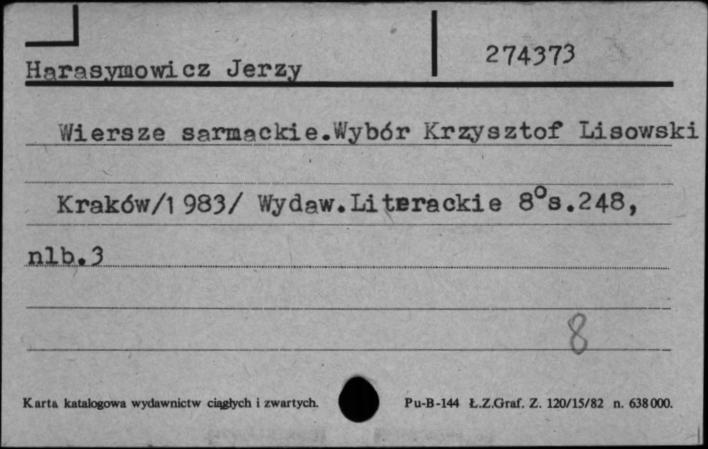 274373
Harasymowicz Jerzy
Wiersze sarmackie.Wybór Krzysztof Lisowski
Kraków/1983/ Wydaw.Literackie 8°s.248,
nlb.3
8
Karta katalogowa wydawnictw ciągłych i zwartych. Pu-B-144 Ł.Z.Graf. Z. 120/15/82 n. 638000.